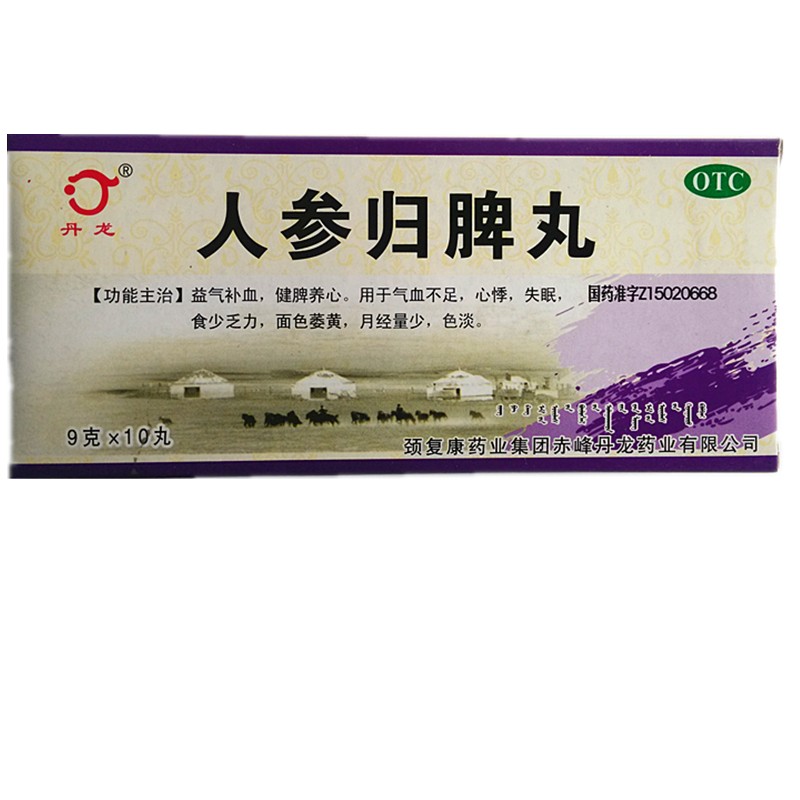 丹龙
®
人参归脾丸
OTC
【功能主治】益气补血，健脾养心。用于气血不足，心悸，失眠，
食少乏力，面色萎黄，月经量少，色淡。
国药准字Z15020668
9克×10丸
颈复康药业集团赤峰丹龙药业有限公司